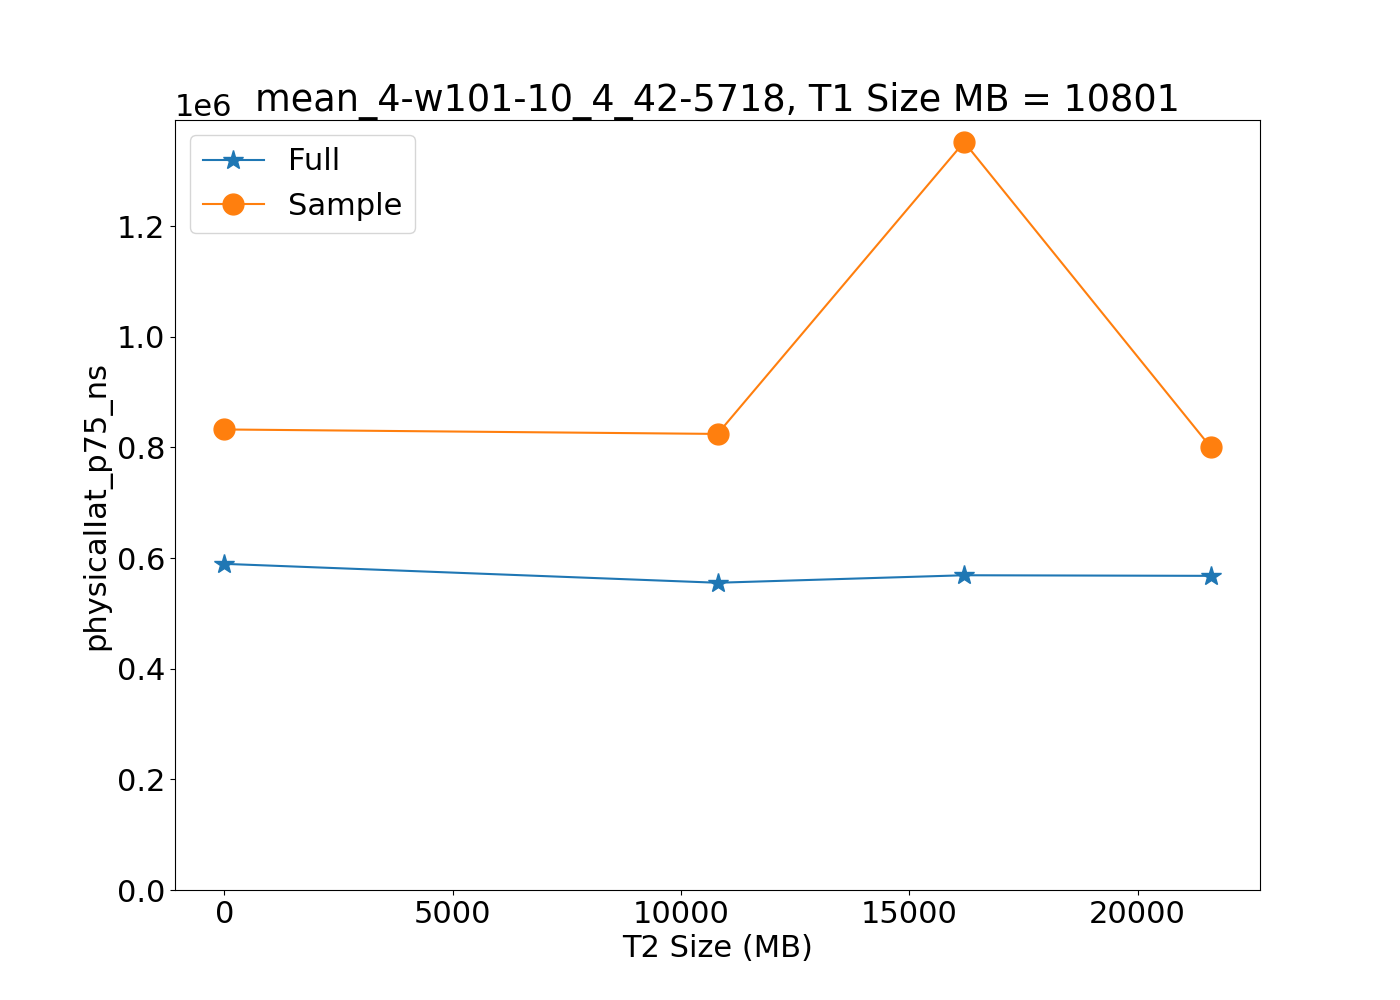 1e6
mean_4-w101-10_4_42-5718, T1 Size MB = 10801
Full
Sample
1.2
1.0
0.8
0.6
0.4
0.2
0.0
physicallat_p75_ns
0 5000 10000 15000 20000
T2 Size (MB)